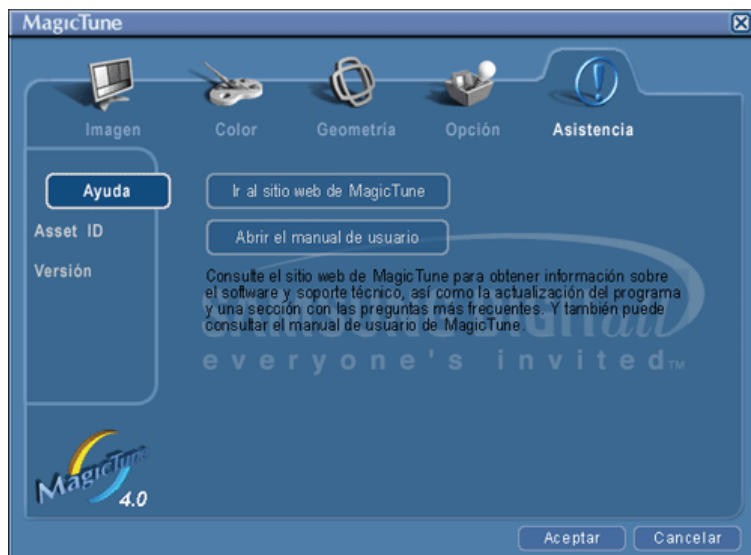 MagicTune
Imagen
Color
Geometría
Opción
Asistencia
Ayuda
Asset ID
Versión
Ir al sitio web de MagicTune
Abrir el manual de usuario
Consulte el sitio web de MagicTune para obtener información sobre
el software y soporte técnico, así como la actualización del programa
y una sección con las preguntas más frecuentes. Y también puede
consultar el manual de usuario de MagicTune.
SAMSUNG DIGITall
everyone's invited™
MagicTune
4.0
Aceptar
Cancelar